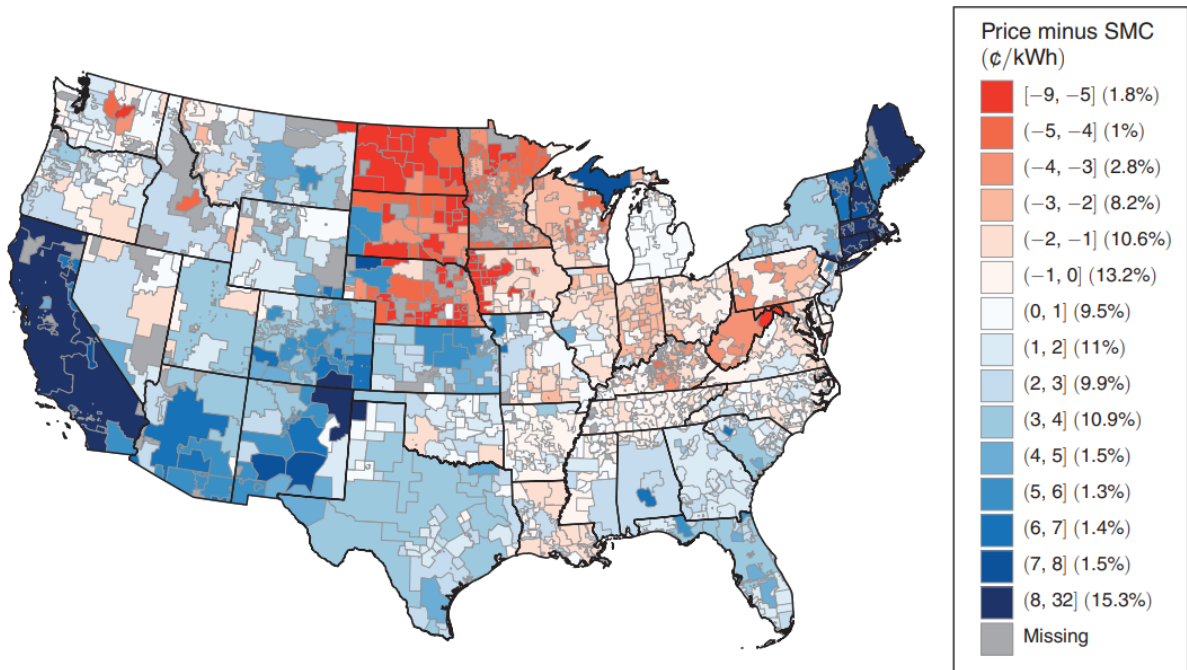 Price minus SMC
(¢/kWh)
[−9, −5] (1.8%)
(−5, −4] (1%)
(−4, −3] (2.8%)
(−3, −2] (8.2%)
(−2, −1] (10.6%)
(−1, 0] (13.2%)
(0, 1] (9.5%)
(1, 2] (11%)
(2, 3] (9.9%)
(3, 4] (10.9%)
(4, 5] (1.5%)
(5, 6] (1.3%)
(6, 7] (1.4%)
(7, 8] (1.5%)
(8, 32] (15.3%)
Missing